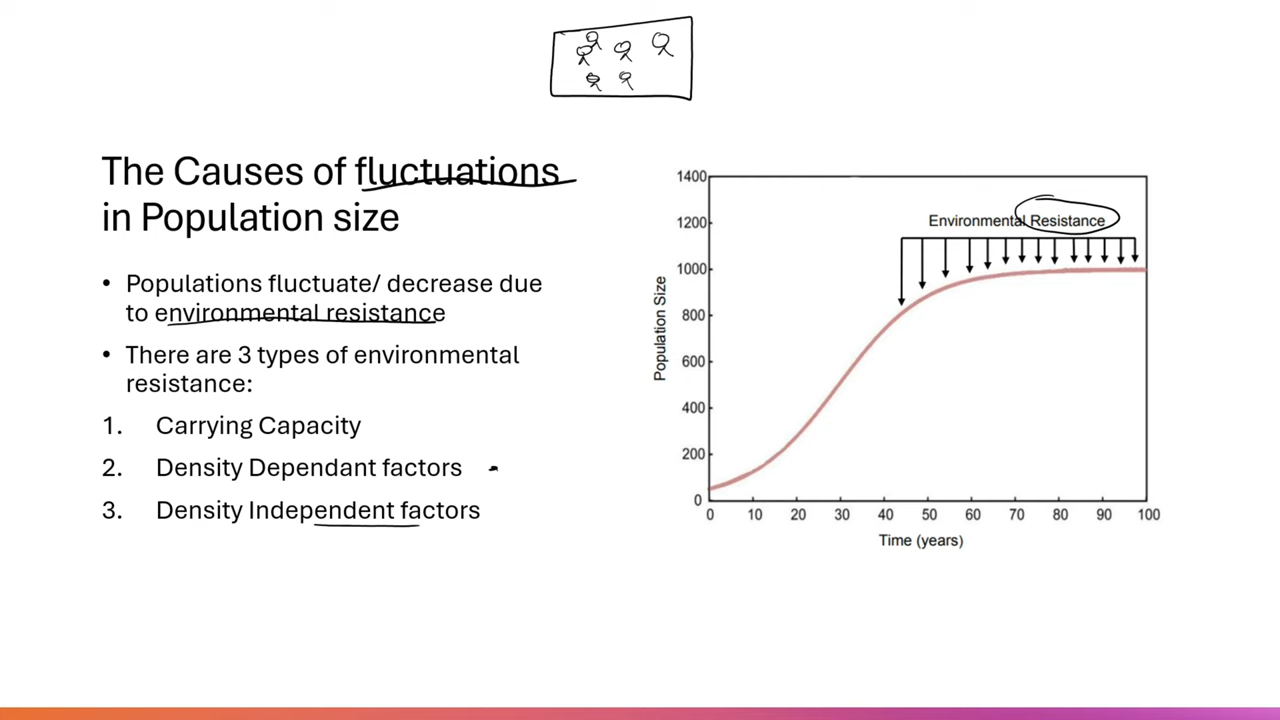 The Causes of fluctuations
in Population size
• Populations fluctuate/ decrease due
to environmental resistance
• There are 3 types of environmental
resistance:
1. Carrying Capacity
2. Density Dependant factors
3. Density Independent factors
Environmental Resistance
Population Size
1400
1200
1000
800
600
400
200
0
0 10 20 30 40 50 60 70 80 90 100
Time (years)